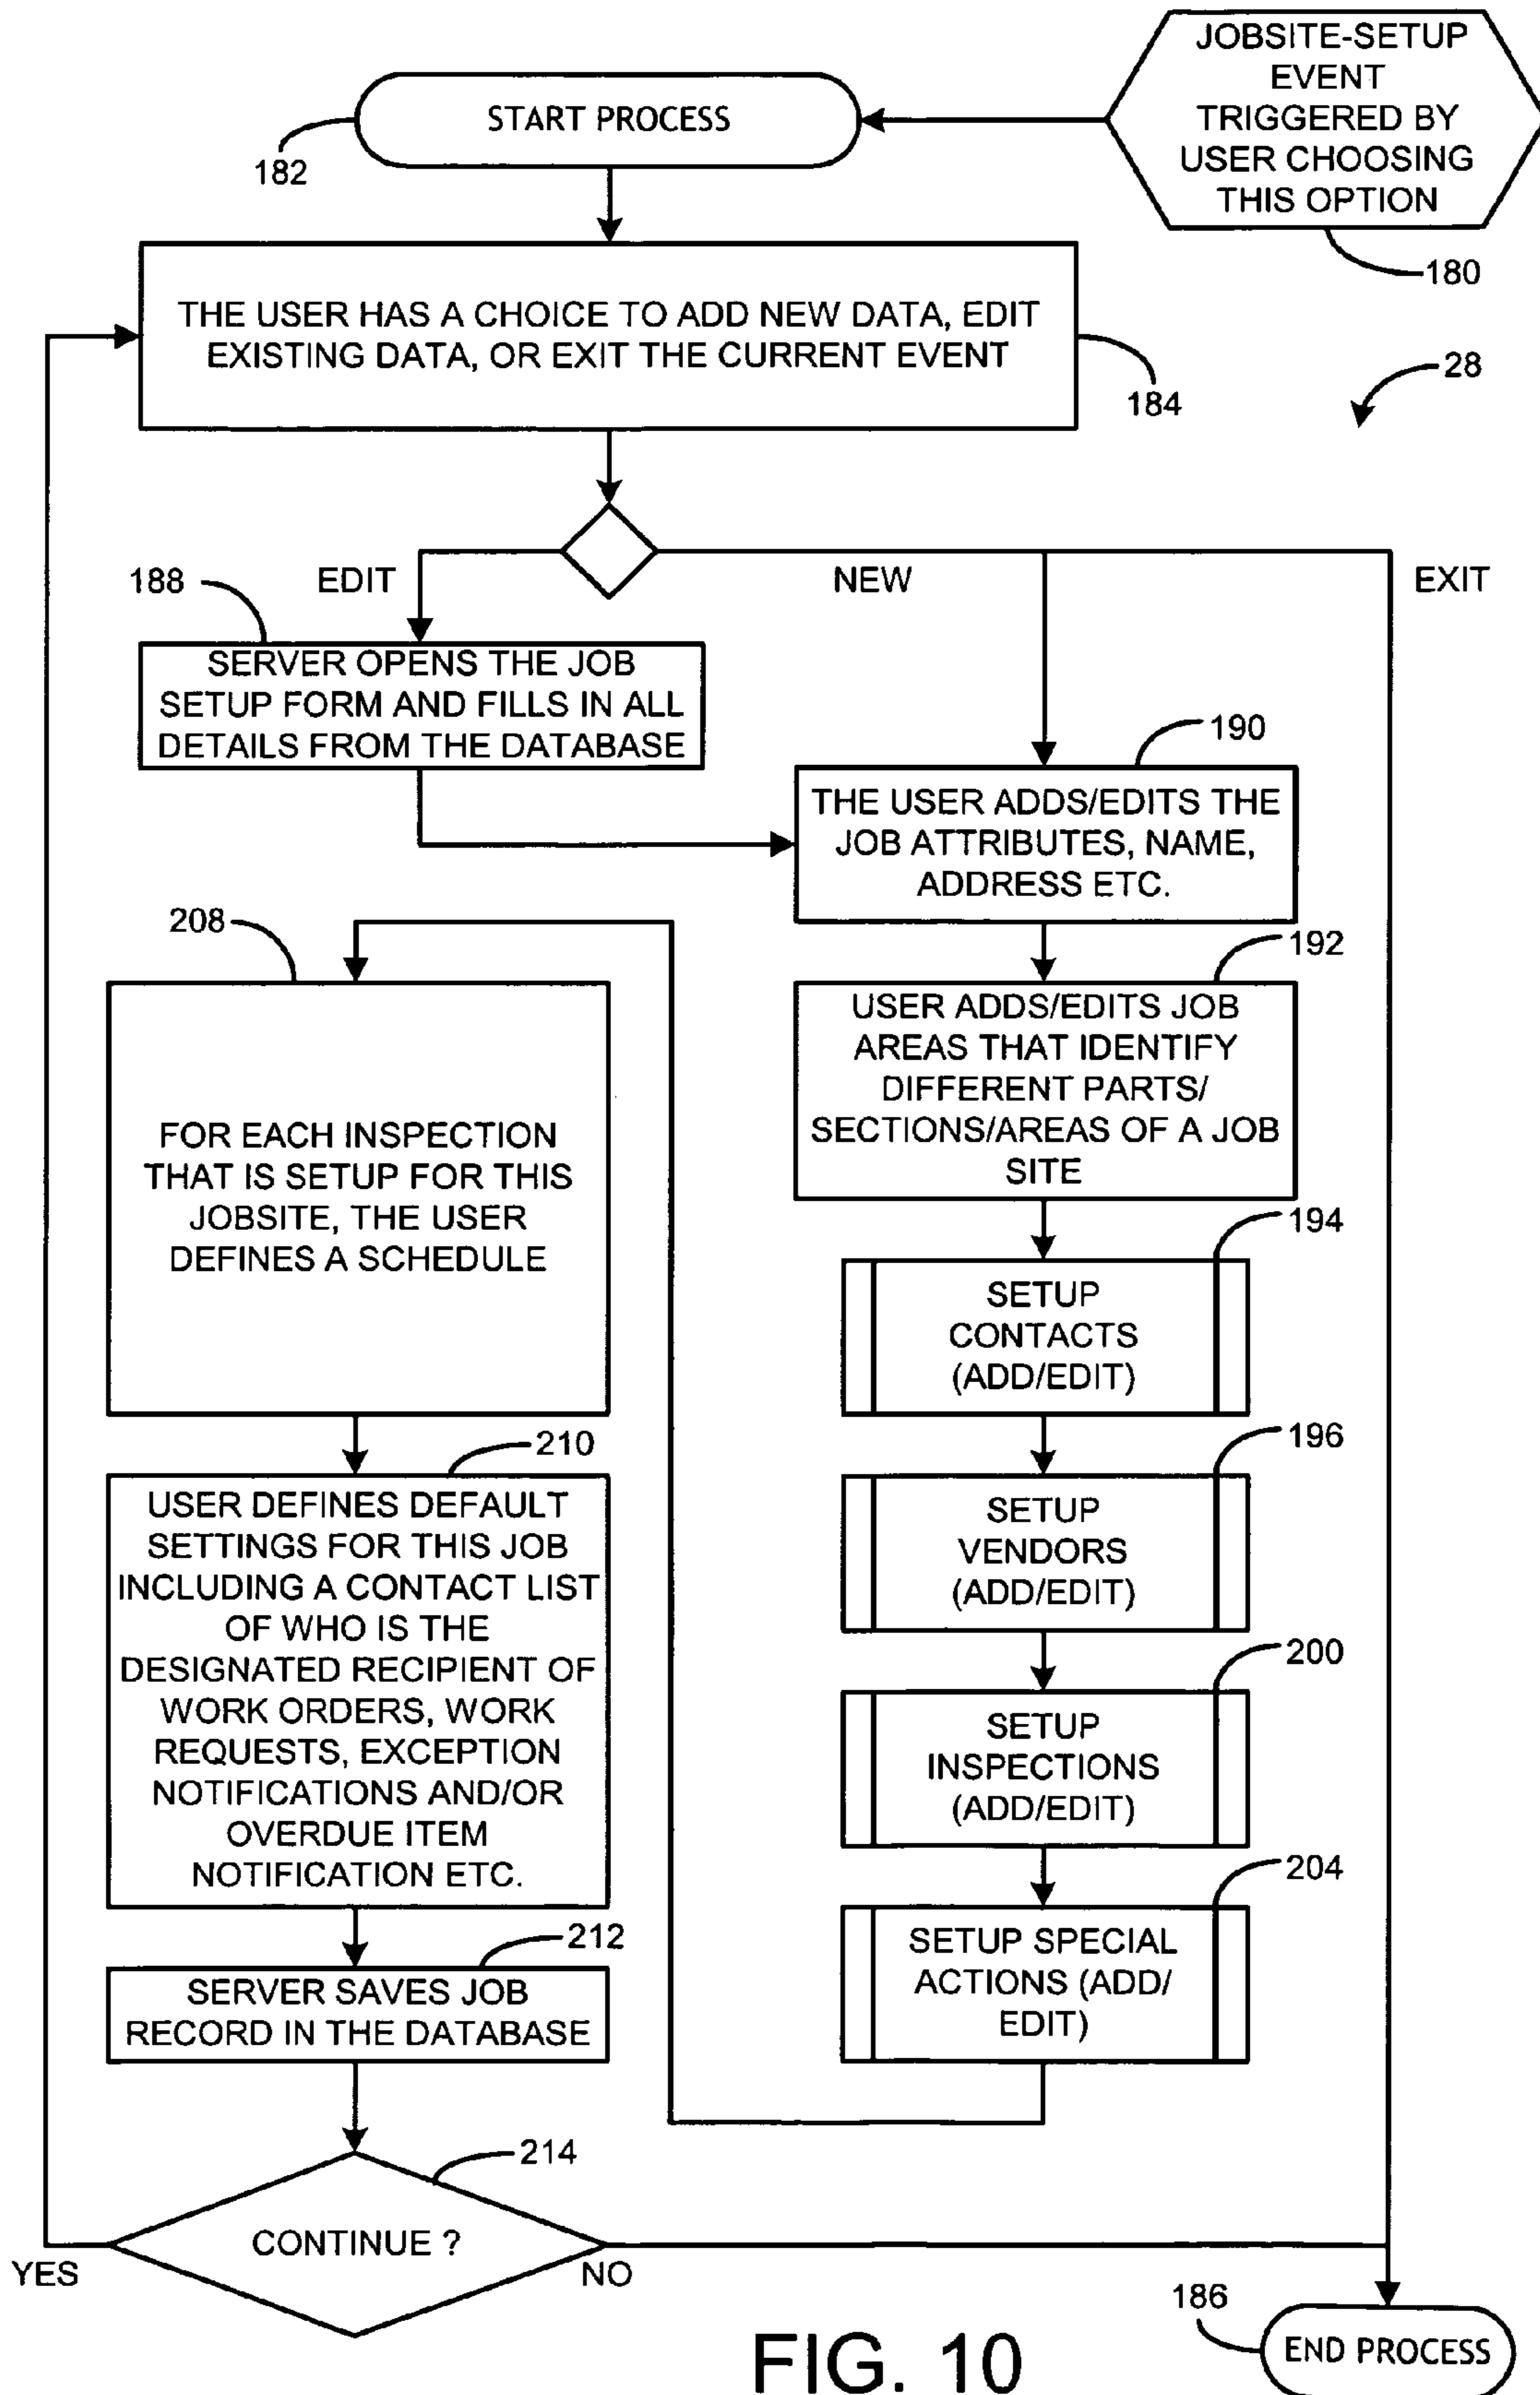 JOBSITE-SETUP
EVENT
TRIGGERED BY
USER CHOOSING
THIS OPTION
180
START PROCESS
182
THE USER HAS A CHOICE TO ADD NEW DATA, EDIT
EXISTING DATA, OR EXIT THE CURRENT EVENT
184
28
EDIT
NEW
EXIT
188
SERVER OPENS THE JOB
SETUP FORM AND FILLS IN ALL
DETAILS FROM THE DATABASE
190
THE USER ADDS/EDITS THE
JOB ATTRIBUTES, NAME,
ADDRESS ETC.
192
USER ADDS/EDITS JOB
AREAS THAT IDENTIFY
DIFFERENT PARTS/
SECTIONS/AREAS OF A JOB
SITE
194
SETUP
CONTACTS
(ADD/EDIT)
196
SETUP
VENDORS
(ADD/EDIT)
200
SETUP
INSPECTIONS
(ADD/EDIT)
204
SETUP SPECIAL
ACTIONS (ADD/
EDIT)
208
FOR EACH INSPECTION
THAT IS SETUP FOR THIS
JOBSITE, THE USER
DEFINES A SCHEDULE
210
USER DEFINES DEFAULT
SETTINGS FOR THIS JOB
INCLUDING A CONTACT LIST
OF WHO IS THE
DESIGNATED RECIPIENT OF
WORK ORDERS, WORK
REQUESTS, EXCEPTION
NOTIFICATIONS AND/OR
OVERDUE ITEM
NOTIFICATION ETC.
212
SERVER SAVES JOB
RECORD IN THE DATABASE
214
CONTINUE ?
YES
NO
186
END PROCESS
FIG. 10